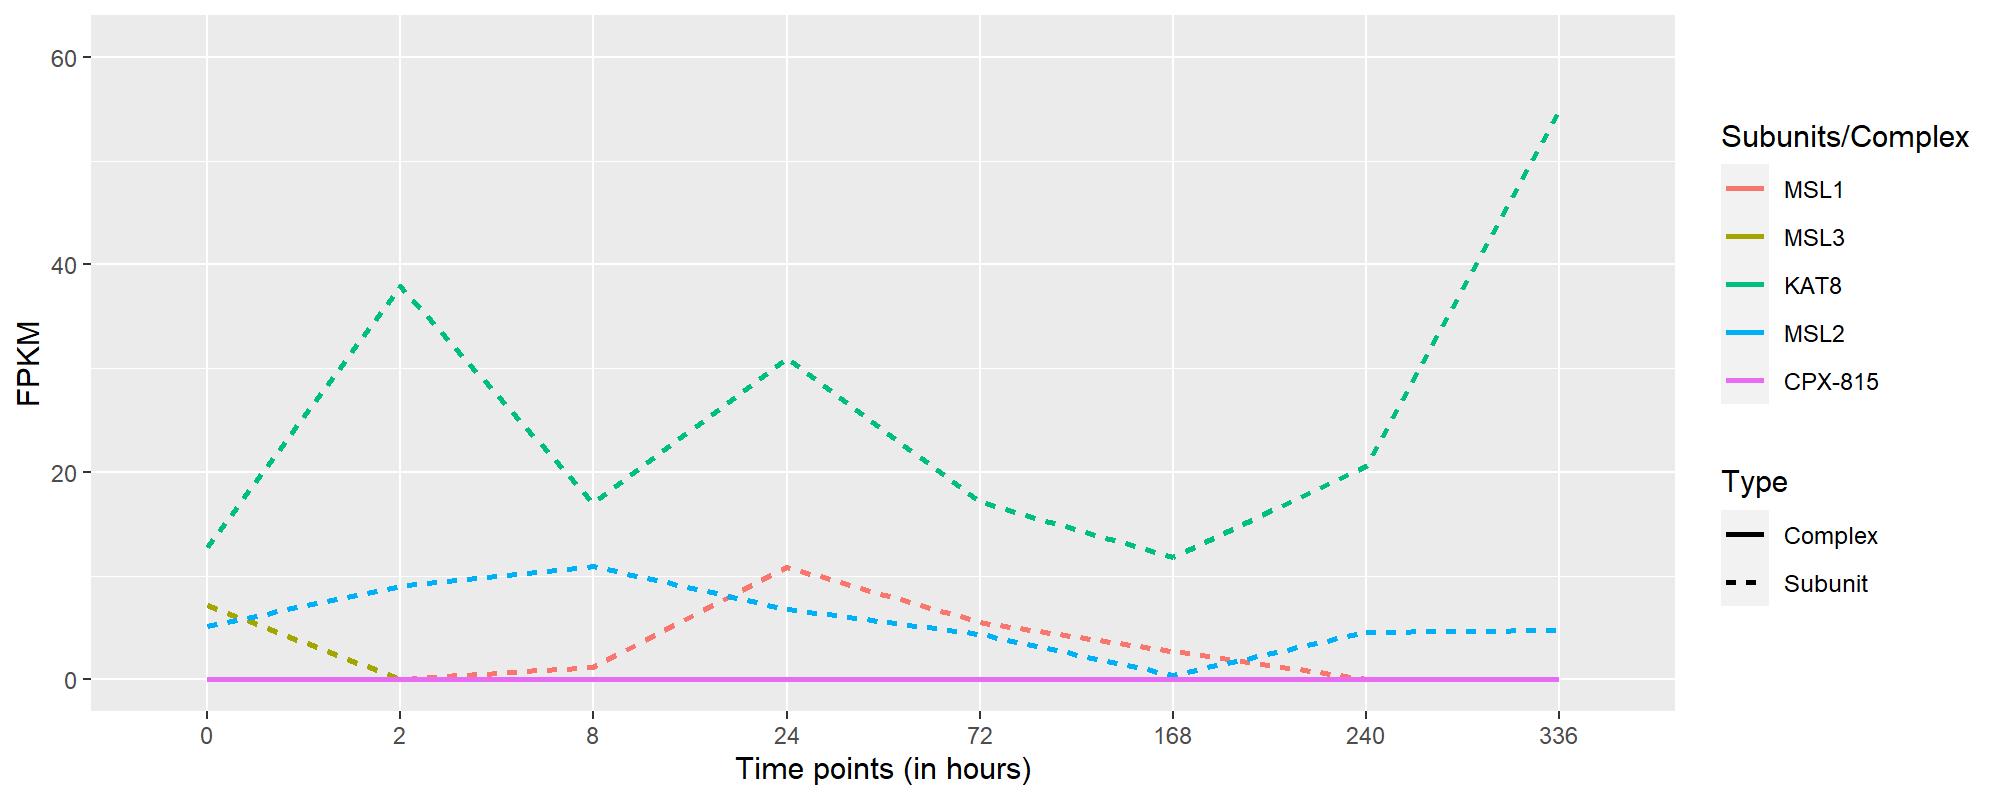 60
40
20
0
FPKM
0 2 8 24 72 168 240 336
Time points (in hours)
Subunits/Complex
MSL1
MSL3
KAT8
MSL2
CPX-815
Type
Complex
Subunit